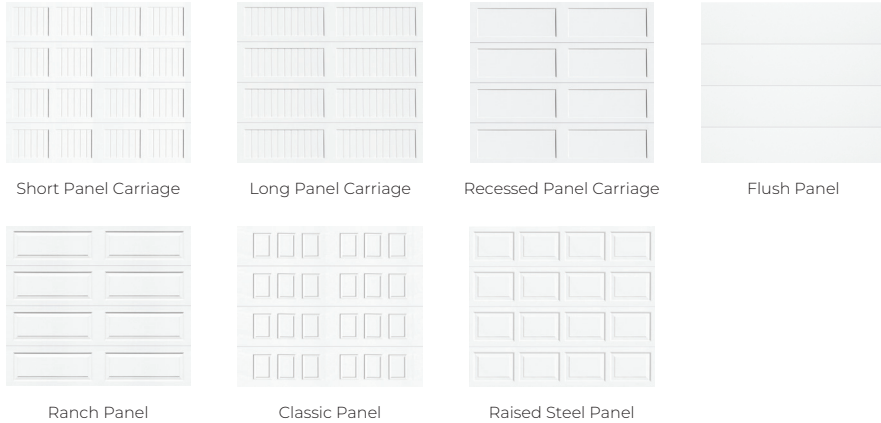 Short Panel Carriage
Long Panel Carriage
Recessed Panel Carriage
Flush Panel
Ranch Panel
Classic Panel
Raised Steel Panel